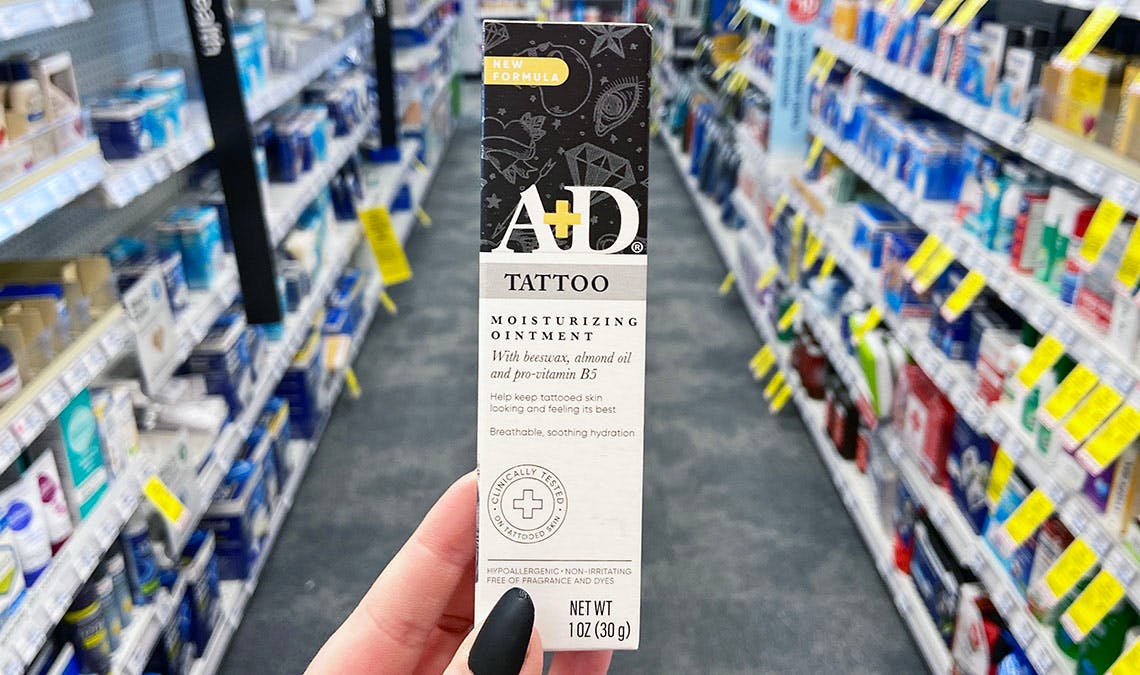 NEW
FORMULA
A+D®
TATTOO
MOISTURIZING
OINTMENT
With beeswax, almond oil
and pro-vitamin B5
Help keep tattooed skin
looking and feeling its best
Breathable, soothing hydration
CLINICALLY TESTED
ON TATTOOED SKIN
HYPOALLERGENIC • NON-IRRITATING
FREE OF FRAGRANCE AND DYES
NET WT
1 OZ (30 g)